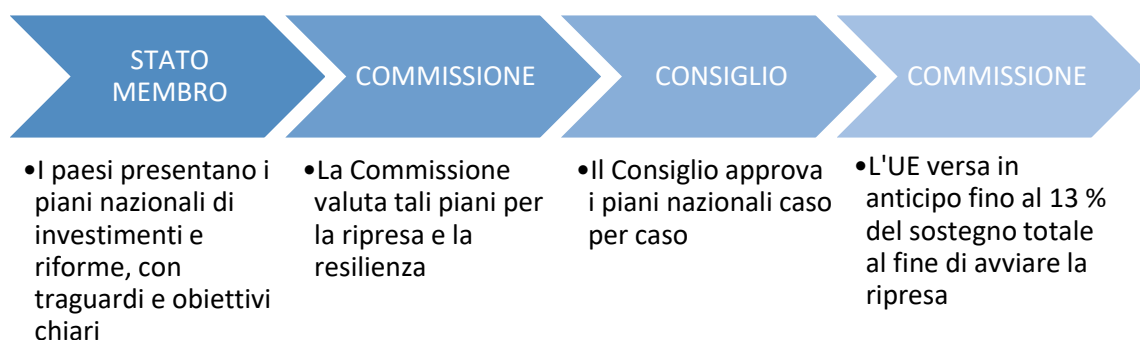 STATO
MEMBRO
•I paesi presentano i
piani nazionali di
investimenti e
riforme, con
traguardi e obiettivi
chiari
COMMISSIONE
•La Commissione
valuta tali piani per
la ripresa e la
resilienza
CONSIGLIO
•Il Consiglio approva
i piani nazionali caso
per caso
COMMISSIONE
•L'UE versa in
anticipo fino al 13 %
del sostegno totale
al fine di avviare la
ripresa